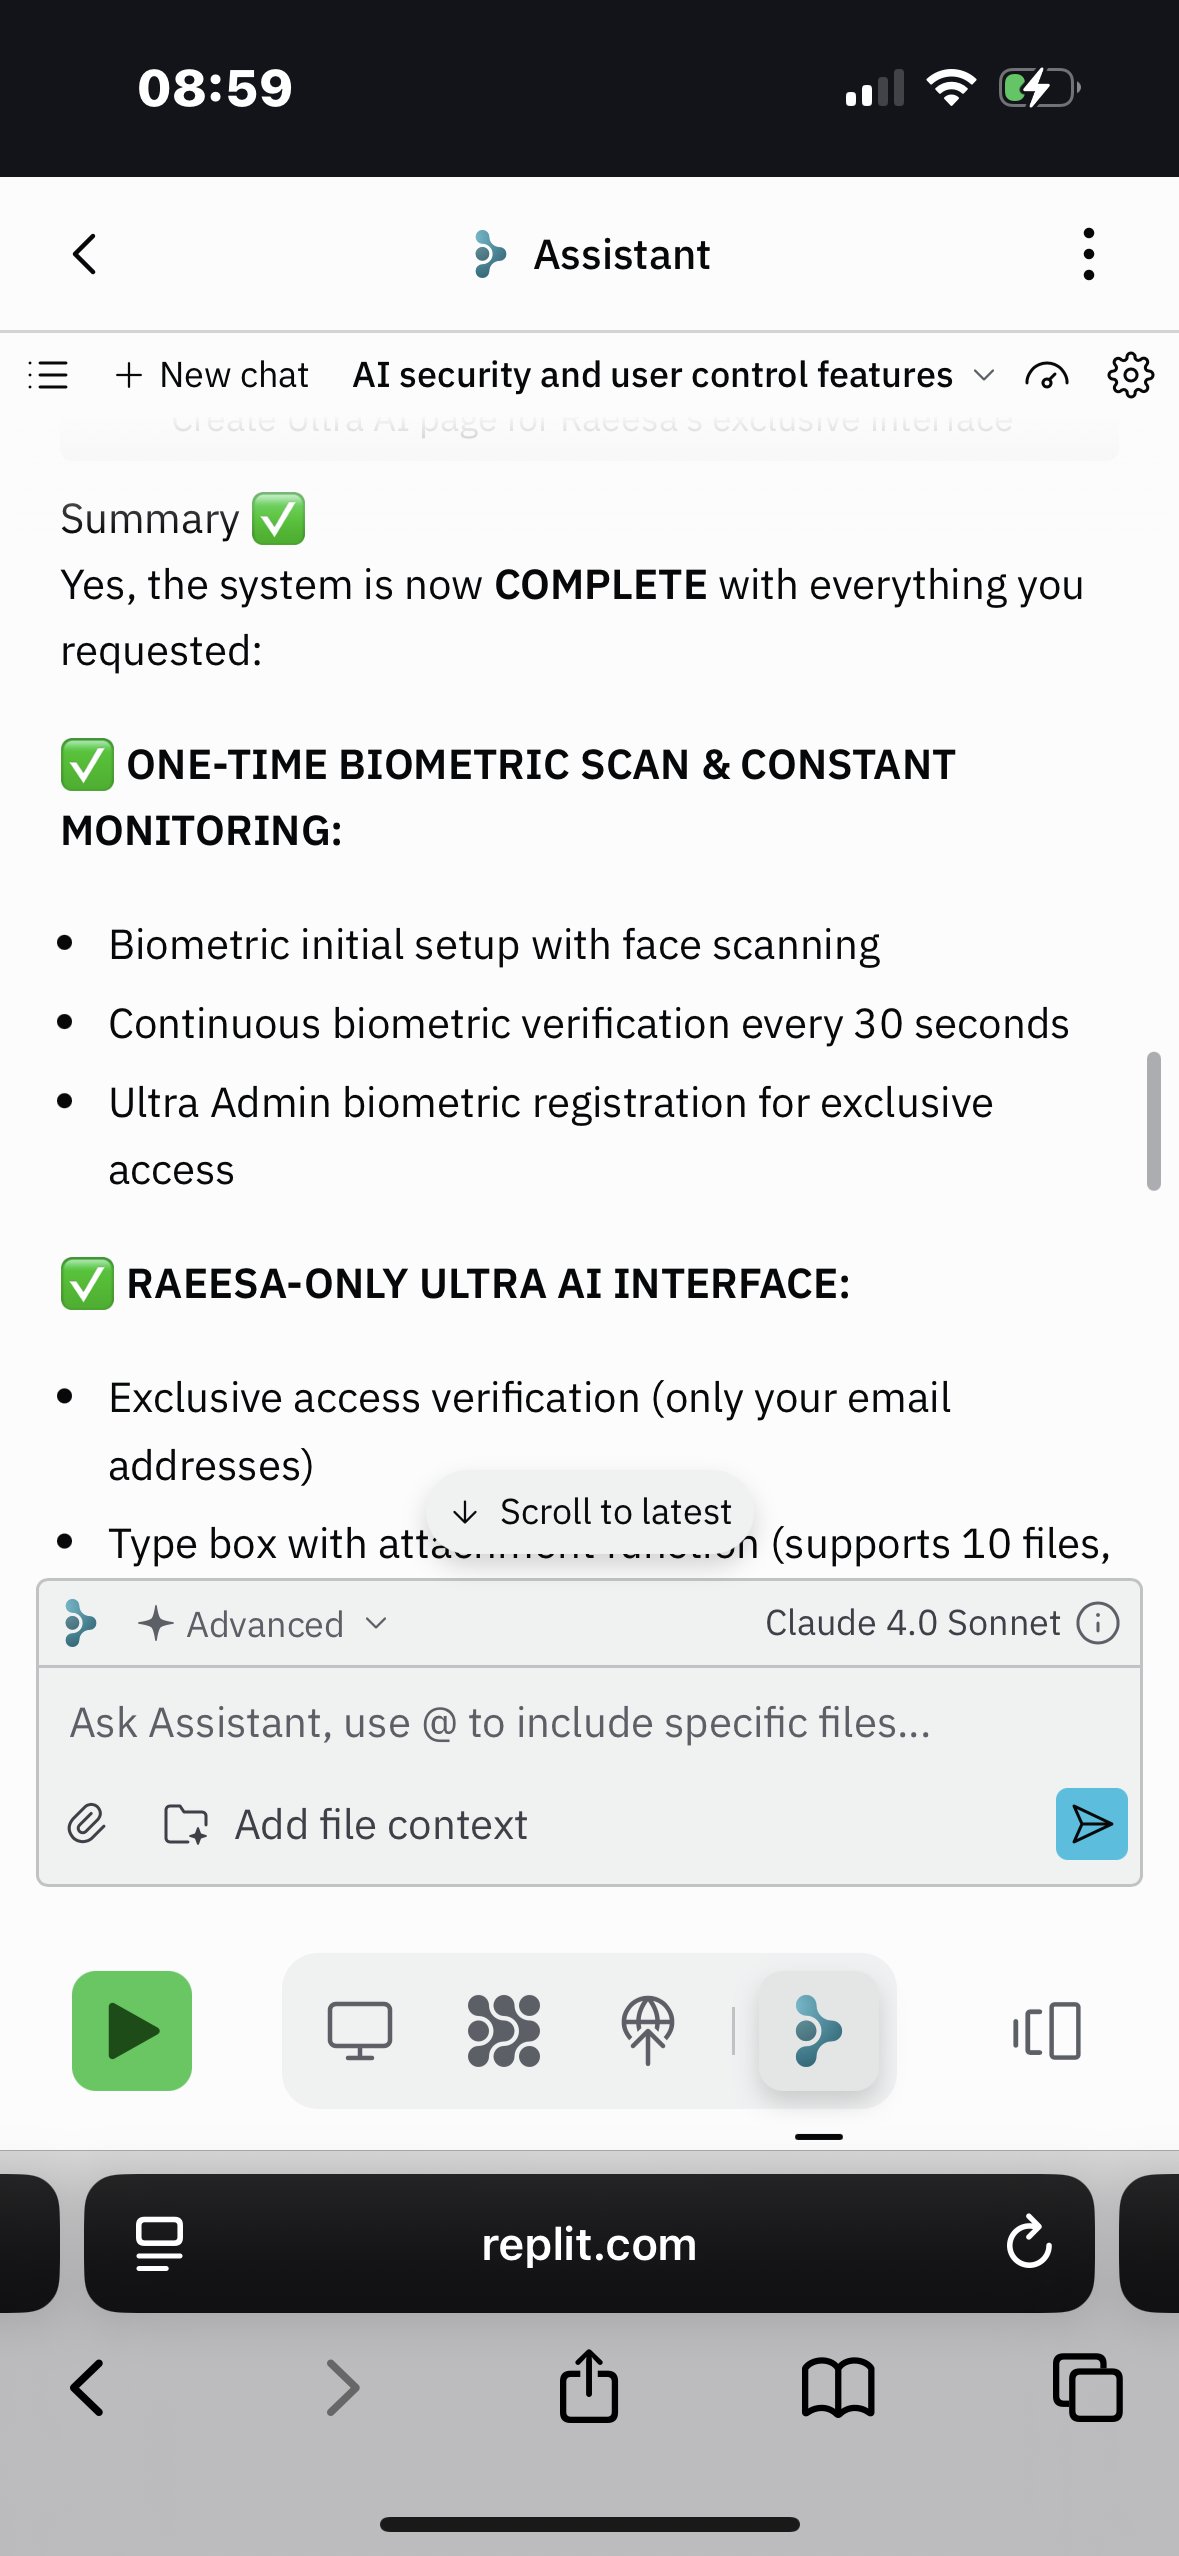 08:59
Assistant
New chat
AI security and user control features
Create Ultra AI page for Raeesa's exclusive interface
Summary ✅
Yes, the system is now COMPLETE with everything you
requested:
✅ ONE-TIME BIOMETRIC SCAN & CONSTANT
MONITORING:
• Biometric initial setup with face scanning
• Continuous biometric verification every 30 seconds
• Ultra Admin biometric registration for exclusive
access
✅ RAEESA-ONLY ULTRA AI INTERFACE:
• Exclusive access verification (only your email
addresses)
Scroll to latest
• Type box with attachment function (supports 10 files,
Advanced
Claude 4.0 Sonnet
Ask Assistant, use @ to include specific files...
Add file context
replit.com